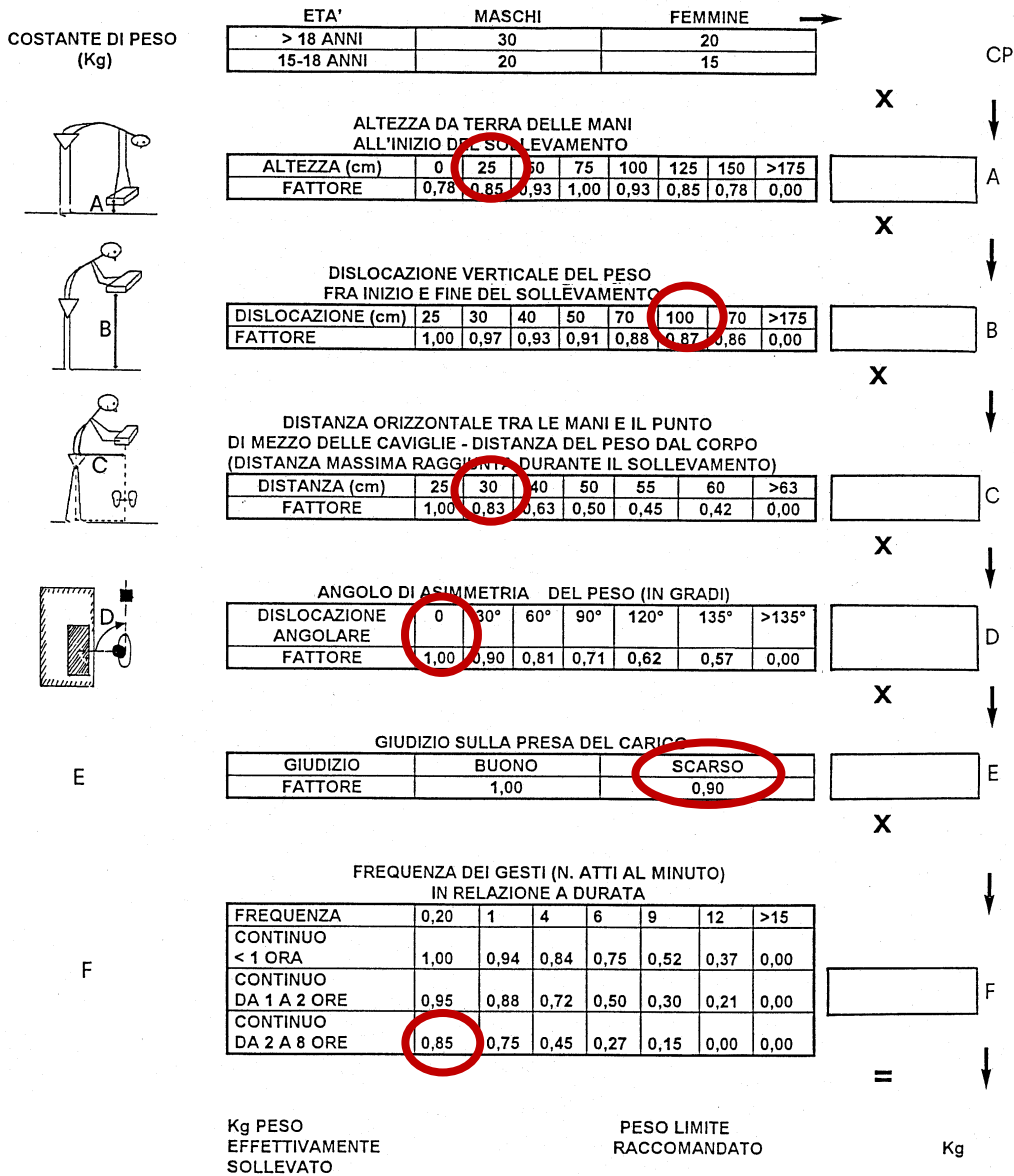 COSTANTE DI PESO
(Kg)
ETA' MASCHI FEMMINE
> 18 ANNI 30 20
15-18 ANNI 20 15
CP
X
ALTEZZA DA TERRA DELLE MANI
ALL'INIZIO DEL SOLLEVAMENTO
ALTEZZA (cm) 0 25 50 75 100 125 150 >175
FATTORE 0,78 0,85 0,93 1,00 0,93 0,85 0,78 0,00
A
A
X
DISLOCAZIONE VERTICALE DEL PESO
FRA INIZIO E FINE DEL SOLLEVAMENTO
DISLOCAZIONE (cm) 25 30 40 50 70 100 170 >175
FATTORE 1,00 0,97 0,93 0,91 0,88 0,87 0,86 0,00
B
B
X
DISTANZA ORIZZONTALE TRA LE MANI E IL PUNTO
DI MEZZO DELLE CAVIGLIE - DISTANZA DEL PESO DAL CORPO
(DISTANZA MASSIMA RAGGIUNTA DURANTE IL SOLLEVAMENTO)
DISTANZA (cm) 25 30 40 50 55 60 >63
FATTORE 1,00 0,83 0,63 0,50 0,45 0,42 0,00
C
C
X
ANGOLO DI ASIMMETRIA DEL PESO (IN GRADI)
DISLOCAZIONE 0 30° 60° 90° 120° 135° >135°
ANGOLARE
FATTORE 1,00 0,90 0,81 0,71 0,62 0,57 0,00
D
D
X
GIUDIZIO SULLA PRESA DEL CARICO
GIUDIZIO BUONO SCARSO
FATTORE 1,00 0,90
E
E
X
FREQUENZA DEI GESTI (N. ATTI AL MINUTO)
IN RELAZIONE A DURATA
FREQUENZA 0,20 1 4 6 9 12 >15
CONTINUO
< 1 ORA 1,00 0,94 0,84 0,75 0,52 0,37 0,00
CONTINUO
DA 1 A 2 ORE 0,95 0,88 0,72 0,50 0,30 0,21 0,00
CONTINUO
DA 2 A 8 ORE 0,85 0,75 0,45 0,27 0,15 0,00 0,00
F
F
=
Kg PESO
EFFETTIVAMENTE
SOLLEVATO
PESO LIMITE
RACCOMANDATO
Kg